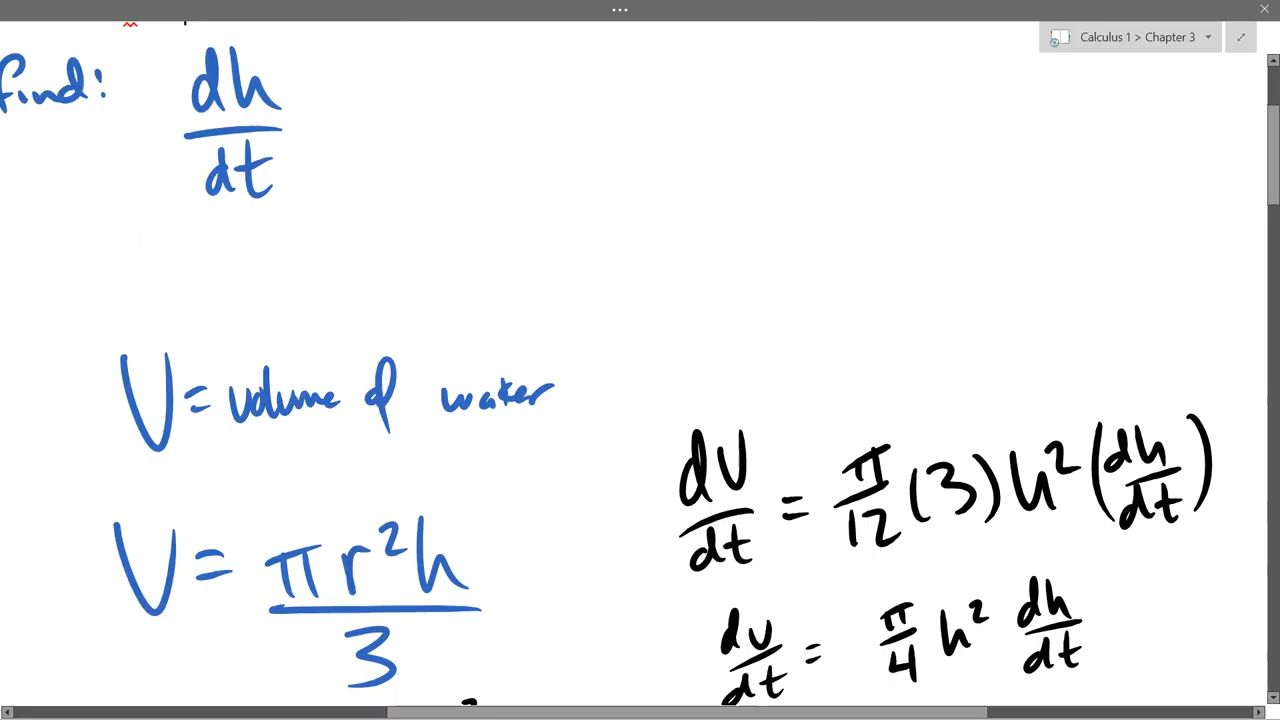 Calculus 1 > Chapter 3
find: dh/dt
V = volume of water
dV/dt = π/12 (3) h² (dh/dt)
V = πr²h/3
dv/dt = π/4 h² dh/dt